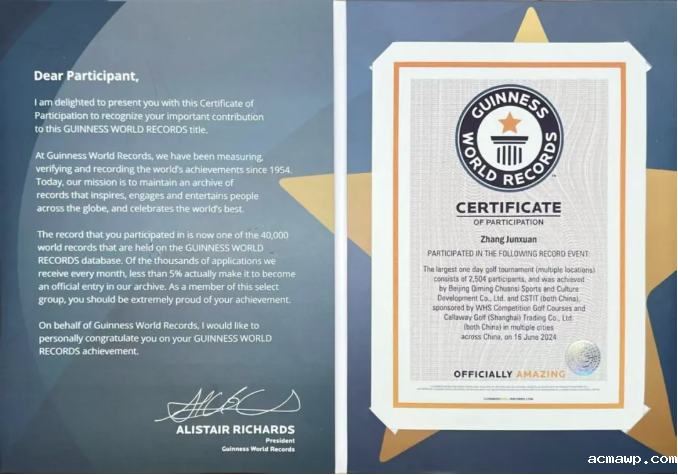 Dear Participant,
I am delighted to present you with this Certificate of
Participation to recognize your important contribution
to this GUINNESS WORLD RECORDS title.
At Guinness World Records, we have been measuring,
verifying and recording the world's achievements since 1954.
Today, our mission is to maintain an archive of
records that inspires, engages and entertains people
across the globe, and celebrates the world's best.
The record that you participated in is now one of the 40,000
world records that are held on the GUINNESS WORLD
RECORDS database. Of the thousands of applications we
receive every month, less than 5% actually make it to become
an official entry in our archive. As a member of this select
group, you should be extremely proud of your achievement.
On behalf of Guinness World Records, I would like to
personally congratulate you on your GUINNESS WORLD
RECORDS achievement.
ALISTAIR RICHARDS
President
Guinness World Records
GUINNESS
WORLD RECORDS
CERTIFICATE
OF PARTICIPATION
Zhang Junxuan
PARTICIPATED IN THE FOLLOWING RECORD EVENT:
The largest one day golf tournament (multiple locations)
consists of 2,504 participants, and was achieved
by Beijing Qiming Chuangsi Sports and Culture
Development Co., Ltd. and CSTIT (both China),
sponsored by WHS Competition Golf Courses and
Callaway Golf (Shanghai) Trading Co., Ltd.
(both China) in multiple cities
across China, on 15 June 2024
OFFICIALLY AMAZING
acmawp.com